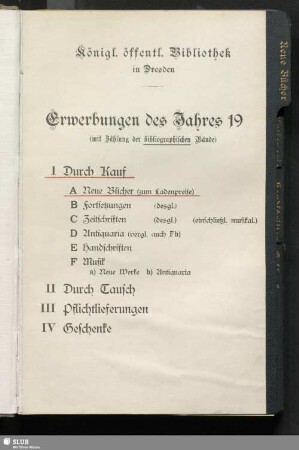 Königl. öffentl. Bibliothek
in Dresden
Erwerbungen des Jahres 19
(mit Zählung der bibliographischen Bände)
I Durch Kauf
A Neue Bücher (zum Ladenpreise)
B Fortsetzungen (desgl.)
C Zeitschriften (desgl.) (einschließl. musikal.)
D Antiquaria (vergl. auch Fb)
E Handschriften
F Musik
a) Neue Werke b) Antiquaria
II Durch Tausch
III Pflichtlieferungen
IV Geschenke
Neue Bücher
SLUB